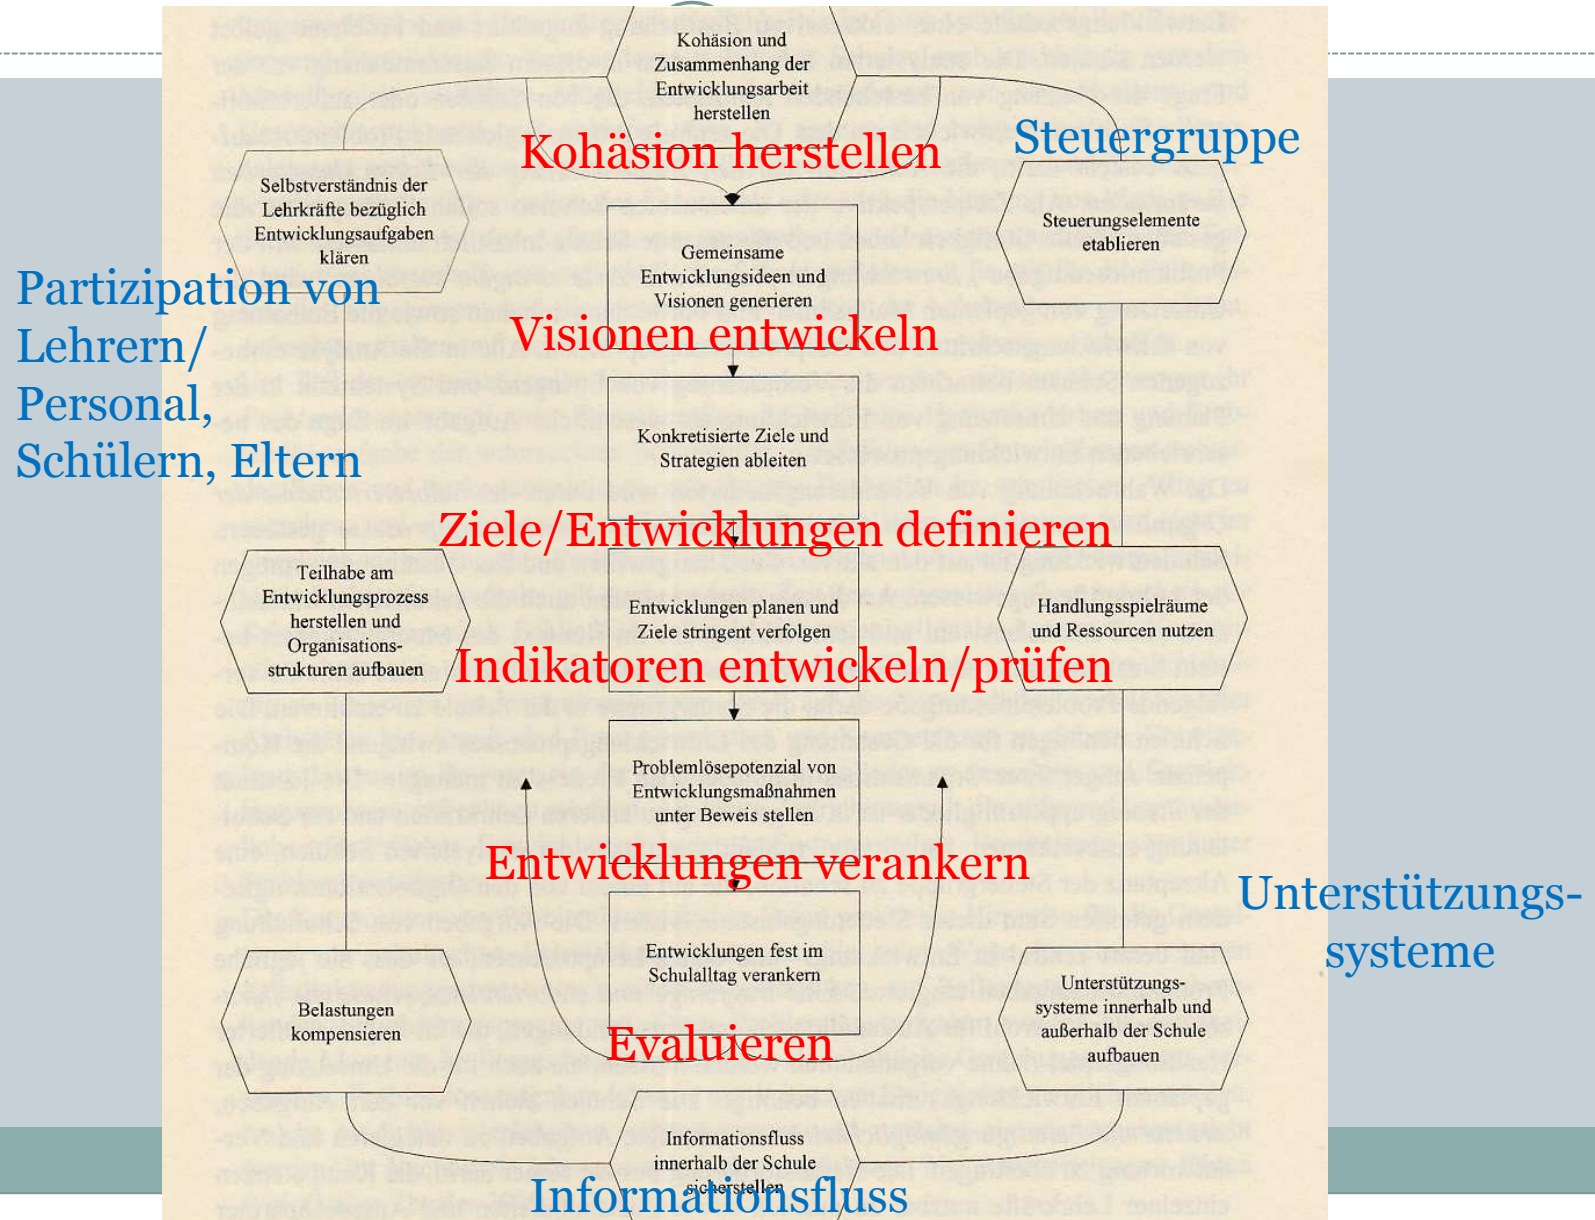 Kohäsion und
Zusammenhang der
Entwicklungsarbeit
herstellen
Kohäsion herstellen
Steuergruppe
Selbstverständnis der
Lehrkräfte bezüglich
Entwicklungsaufgaben
klären
Steuerungselemente
etablieren
Gemeinsame
Entwicklungsideen und
Visionen generieren
Partizipation von
Lehrern/
Personal,
Schülern, Eltern
Visionen entwickeln
Konkretisierte Ziele und
Strategien ableiten
Ziele/Entwicklungen definieren
Teilhabe am
Entwicklungsprozess
herstellen und
Organisations-
strukturen aufbauen
Entwicklungen planen und
Ziele stringent verfolgen
Handlungsspielräume
und Ressourcen nutzen
Indikatoren entwickeln/prüfen
Problemlösepotenzial von
Entwicklungsmaßnahmen
unter Beweis stellen
Entwicklungen verankern
Unterstützungs-
systeme
Entwicklungen fest im
Schulalltag verankern
Belastungen
kompensieren
Unterstützungs-
systeme innerhalb und
außerhalb der Schule
aufbauen
Evaluieren
Informationsfluss
innerhalb der Schule
sicherstellen
Informationsfluss